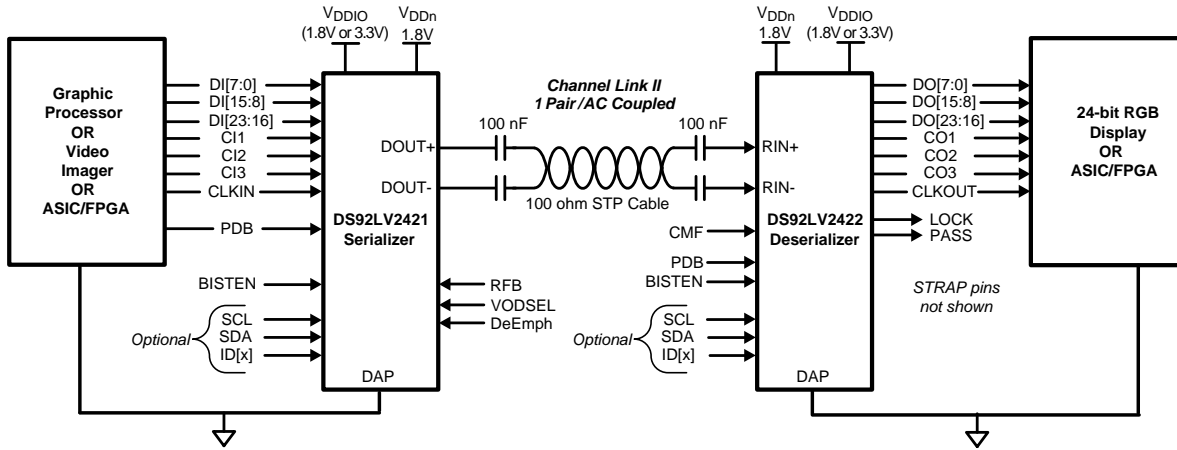 VDDIO
(1.8V or 3.3V)
VDDn
1.8V
Graphic
Processor
OR
Video
Imager
OR
ASIC/FPGA
DI[7:0]
DI[15:8]
DI[23:16]
CI1
CI2
CI3
CLKIN
PDB
BISTEN
Optional
SCL
SDA
ID[x]
DOUT+
DOUT-
DS92LV2421
Serializer
RFB
VODSEL
DeEmph
DAP
Channel Link II
1 Pair /AC Coupled
100 nF
100 nF
100 ohm STP Cable
VDDn
1.8V
VDDIO
(1.8V or 3.3V)
RIN+
RIN-
CMF
PDB
BISTEN
Optional
SCL
SDA
ID[x]
DS92LV2422
Deserializer
DAP
DO[7:0]
DO[15:8]
DO[23:16]
CO1
CO2
CO3
CLKOUT
LOCK
PASS
STRAP pins
not shown
24-bit RGB
Display
OR
ASIC/FPGA